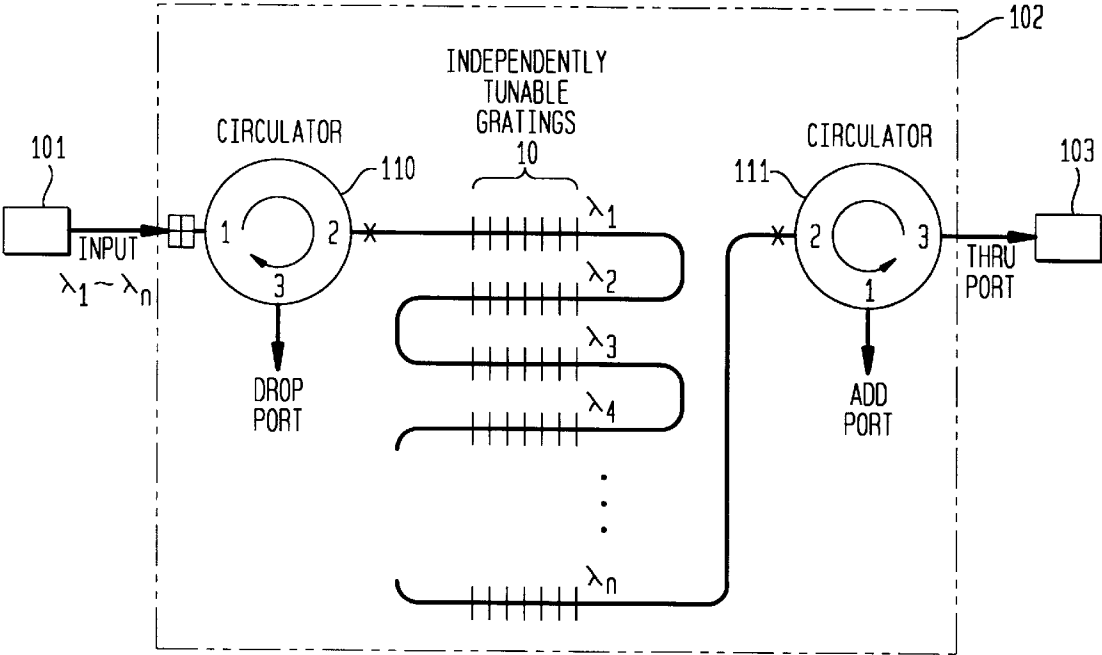 102
INDEPENDENTLY
TUNABLE
GRATINGS
10
CIRCULATOR
CIRCULATOR
101
110
111
103
λ1
1
2
3
INPUT
λ1~λn
2
3
1
THRU
PORT
λ2
λ3
λ4
DROP
PORT
ADD
PORT
λn